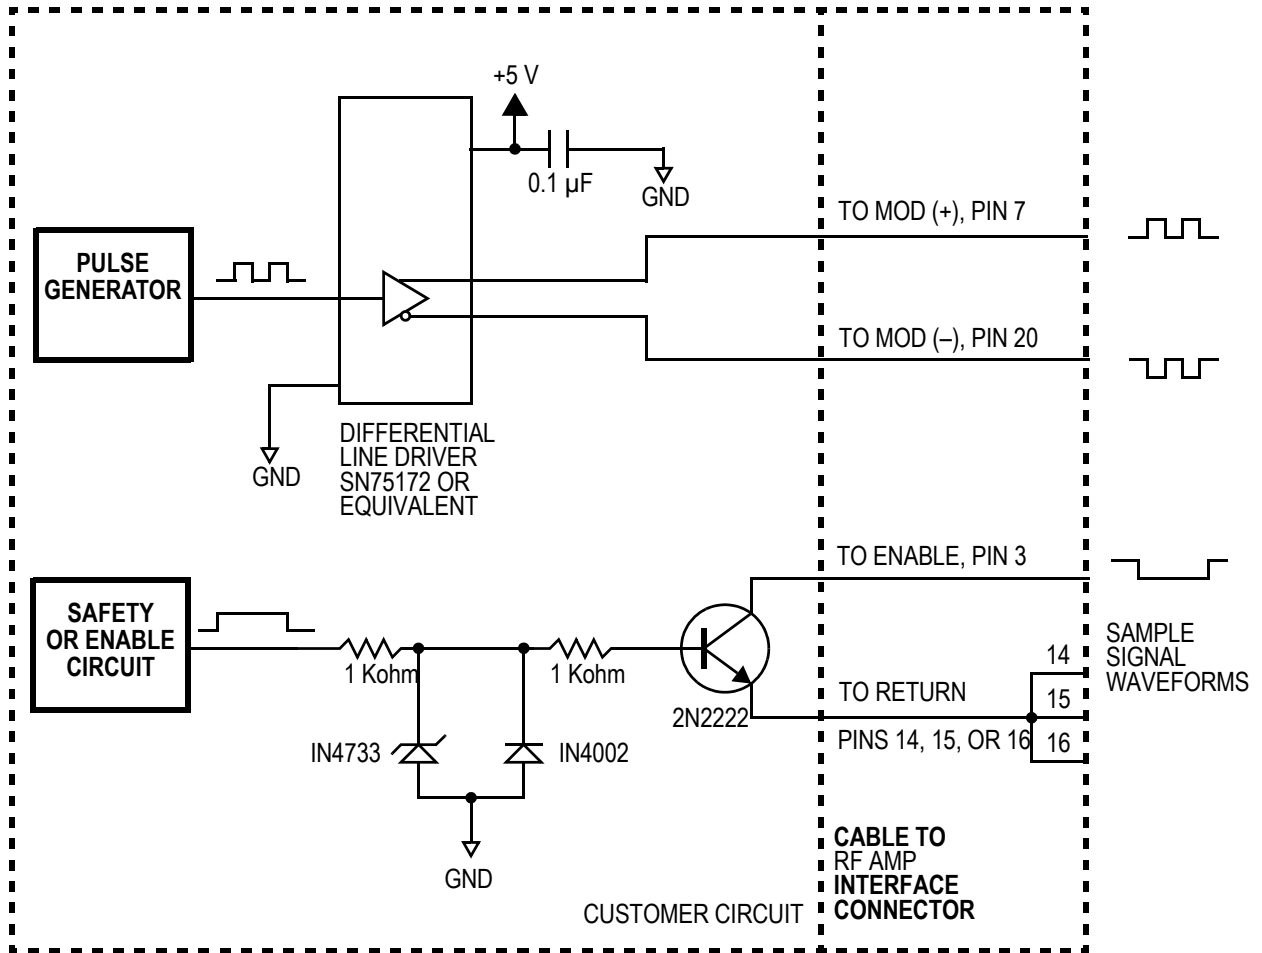 +5 V
0.1 µF
GND
TO MOD (+), PIN 7
PULSE
GENERATOR
TO MOD (–), PIN 20
GND
DIFFERENTIAL
LINE DRIVER
SN75172 OR
EQUIVALENT
TO ENABLE, PIN 3
SAFETY
OR ENABLE
CIRCUIT
1 Kohm
1 Kohm
2N2222
SAMPLE
SIGNAL
WAVEFORMS
14
TO RETURN
15
PINS 14, 15, OR 16
16
IN4733
IN4002
GND
CABLE TO
RF AMP
INTERFACE
CONNECTOR
CUSTOMER CIRCUIT